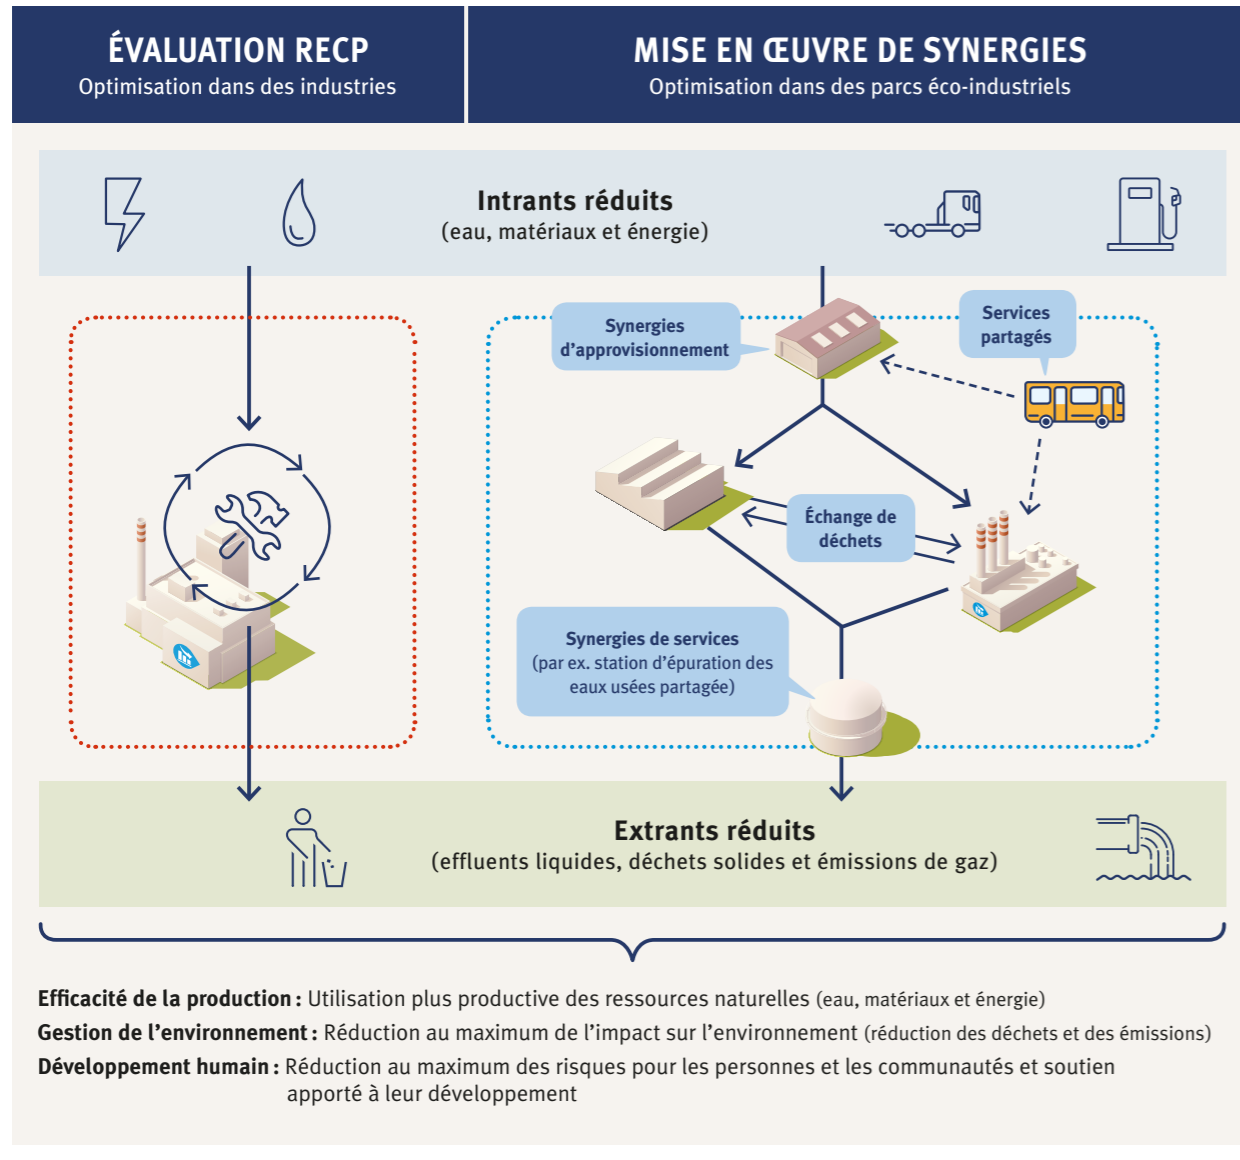 ÉVALUATION RECP
Optimisation dans des industries
MISE EN ŒUVRE DE SYNERGIES
Optimisation dans des parcs éco-industriels
Intrants réduits
(eau, matériaux et énergie)
Synergies
d’approvisionnement
Services
partagés
Échange de
déchets
Synergies de services
(par ex. station d’épuration des
eaux usées partagée)
Extrants réduits
(effluents liquides, déchets solides et émissions de gaz)
Efficacité de la production : Utilisation plus productive des ressources naturelles (eau, matériaux et énergie)
Gestion de l’environnement : Réduction au maximum de l’impact sur l’environnement (réduction des déchets et des émissions)
Développement humain : Réduction au maximum des risques pour les personnes et les communautés et soutien
apporté à leur développement